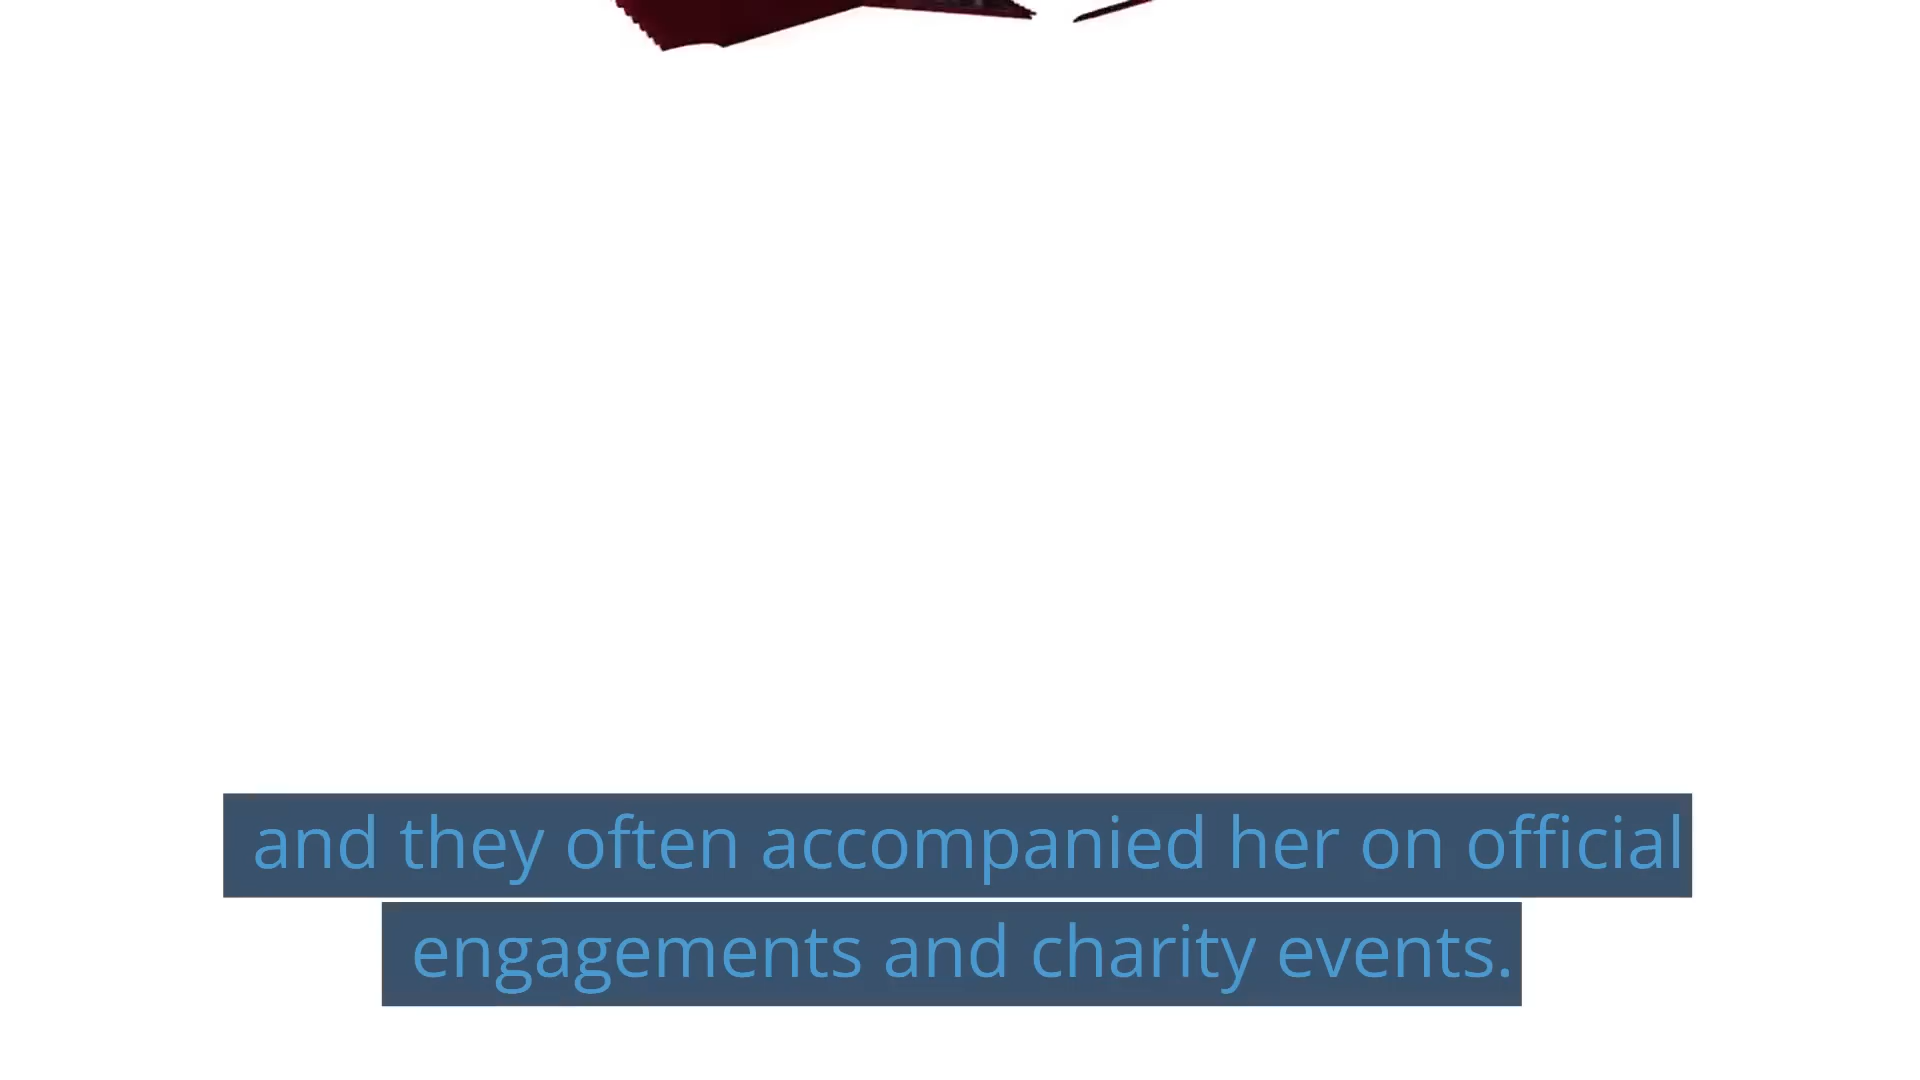 and they often accompanied her on official
engagements and charity events.